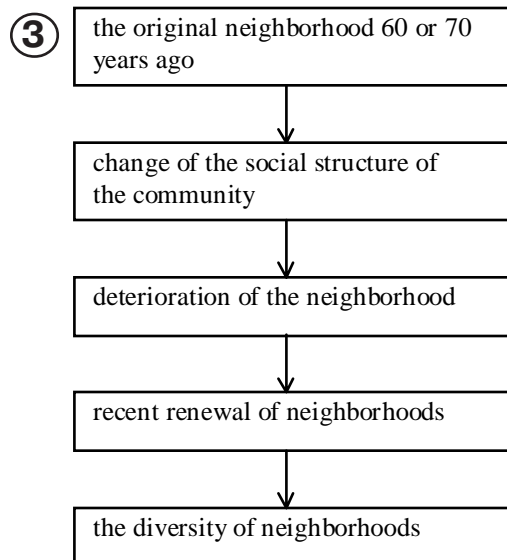 ③
the original neighborhood 60 or 70
years ago
change of the social structure of
the community
deterioration of the neighborhood
recent renewal of neighborhoods
the diversity of neighborhoods